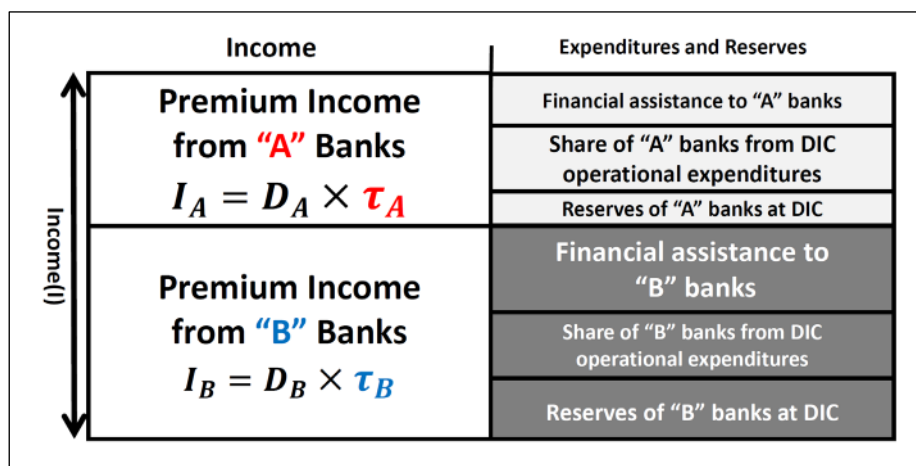 Income
Expenditures and Reserves
Income(I)
Premium Income
from “A” Banks
I_A = D_A × τ_A
Financial assistance to “A” banks
Share of “A” banks from DIC
operational expenditures
Reserves of “A” banks at DIC
Premium Income
from “B” Banks
I_B = D_B × τ_B
Financial assistance to
“B” banks
Share of “B” banks from DIC
operational expenditures
Reserves of “B” banks at DIC